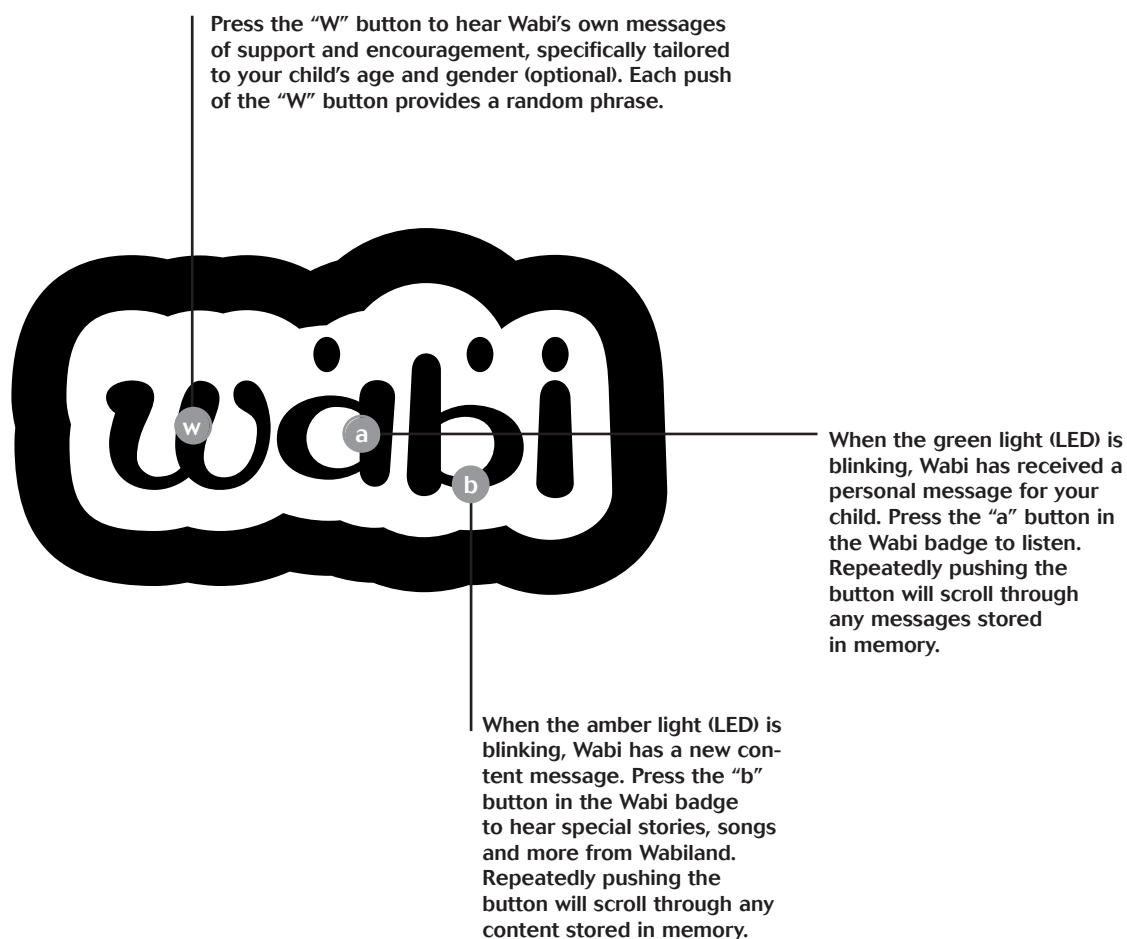 Press the “W” button to hear Wabi’s own messages
of support and encouragement, specifically tailored
to your child’s age and gender (optional). Each push
of the “W” button provides a random phrase.
wabi
w
a
b
When the green light (LED) is
blinking, Wabi has received a
personal message for your
child. Press the “a” button in
the Wabi badge to listen.
Repeatedly pushing the
button will scroll through
any messages stored
in memory.
When the amber light (LED) is
blinking, Wabi has a new con-
tent message. Press the “b”
button in the Wabi badge
to hear special stories, songs
and more from Wabiland.
Repeatedly pushing the
button will scroll through any
content stored in memory.